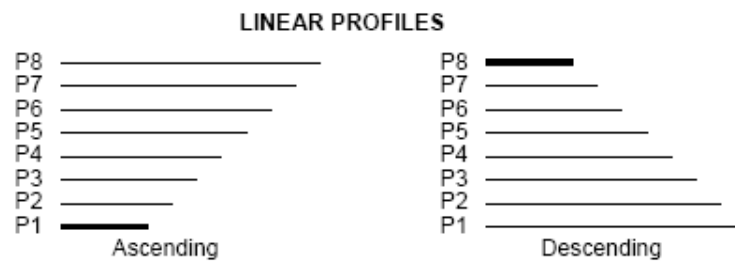 LINEAR PROFILES
P8
P7
P6
P5
P4
P3
P2
P1
Ascending
P8
P7
P6
P5
P4
P3
P2
P1
Descending